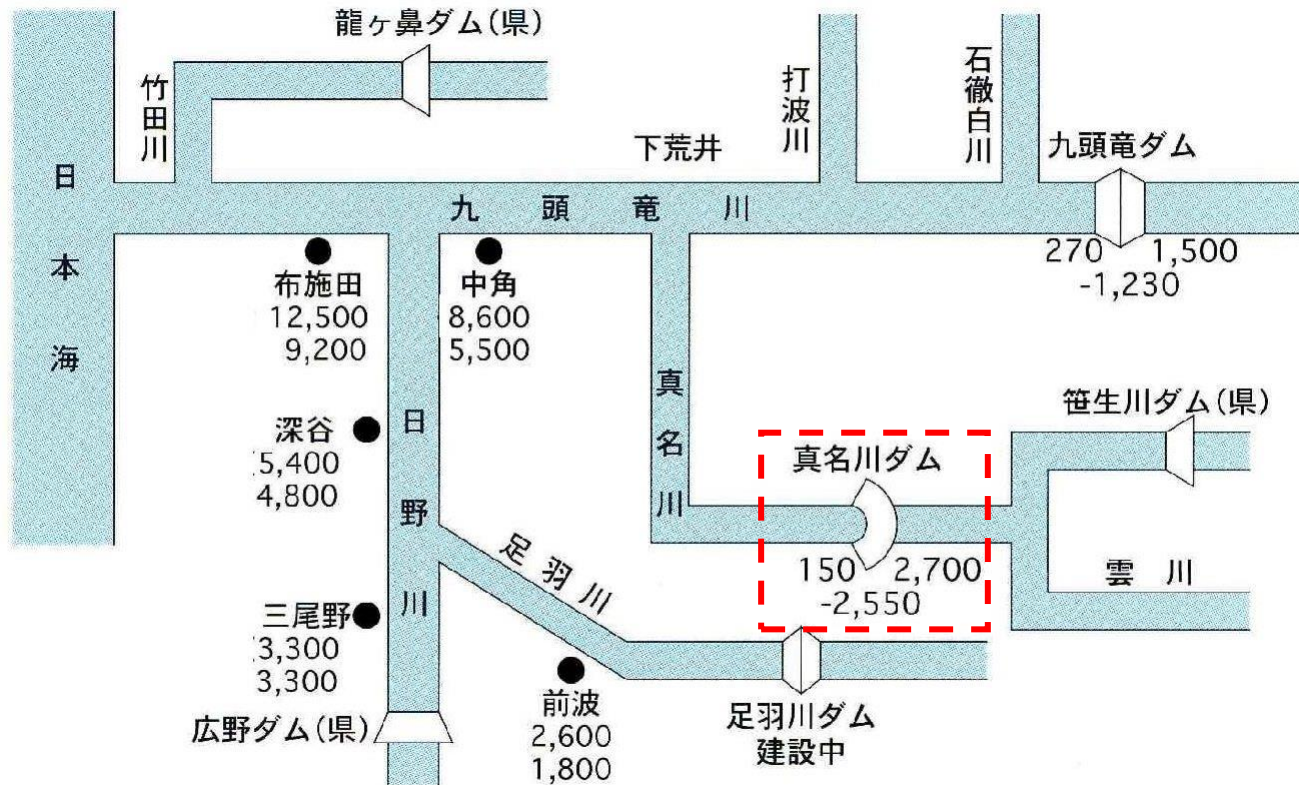 龍ヶ鼻ダム(県)
竹田川
打波川
石徹白川
下荒井
九頭竜ダム
日本海
九頭竜川
270 1,500
-1,230
布施田
12,500
9,200
中角
8,600
5,500
真名川
笹生川ダム(県)
深谷
5,400
4,800
日野川
真名川ダム
150 2,700
-2,550
雲川
足羽川
三尾野
3,300
3,300
前波
2,600
1,800
足羽川ダム
建設中
広野ダム(県)